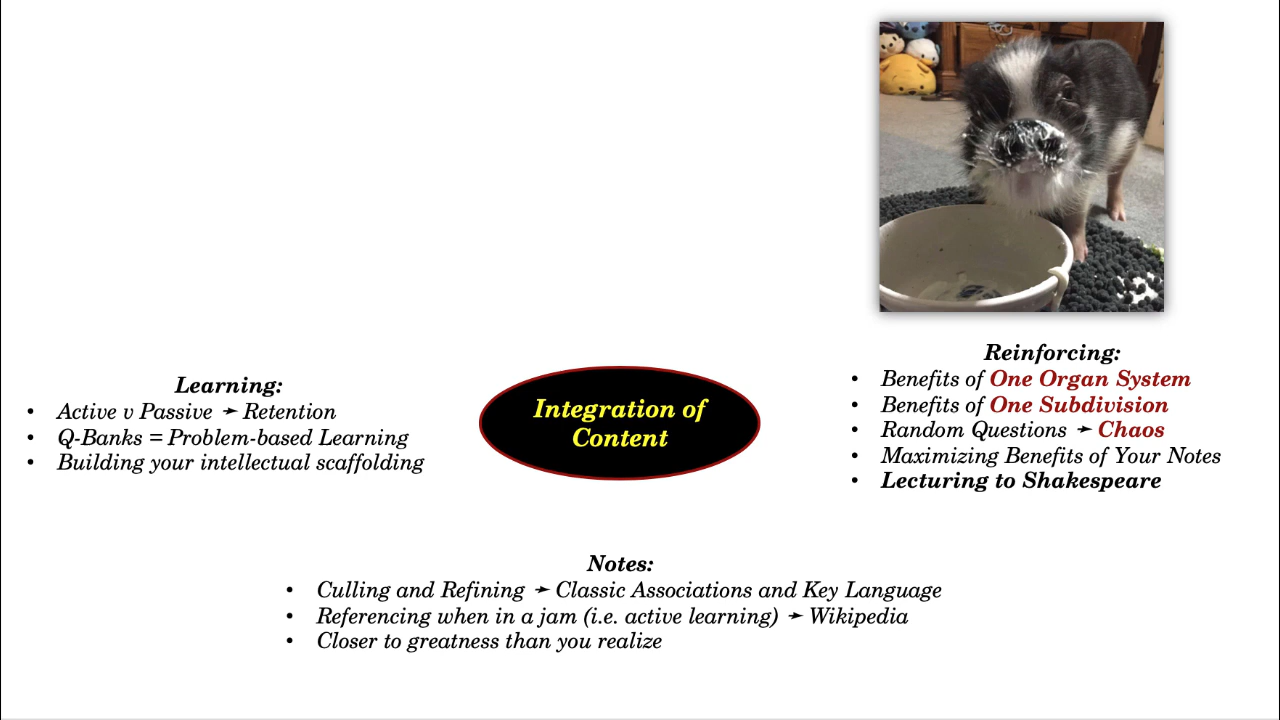 Learning:
• Active v Passive ➛ Retention
• Q-Banks = Problem-based Learning
• Building your intellectual scaffolding
Integration of
Content
Reinforcing:
• Benefits of One Organ System
• Benefits of One Subdivision
• Random Questions ➛ Chaos
• Maximizing Benefits of Your Notes
• Lecturing to Shakespeare
Notes:
• Culling and Refining ➛ Classic Associations and Key Language
• Referencing when in a jam (i.e. active learning) ➛ Wikipedia
• Closer to greatness than you realize